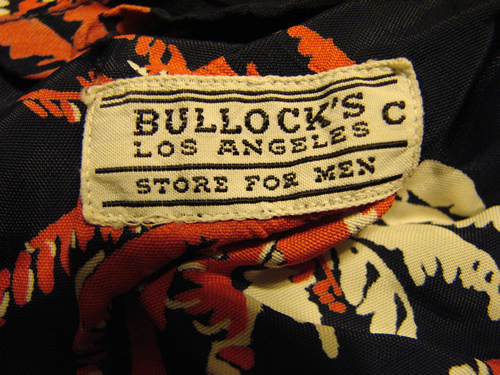 BULLOCK'S C
LOS ANGELES
STORE FOR MEN